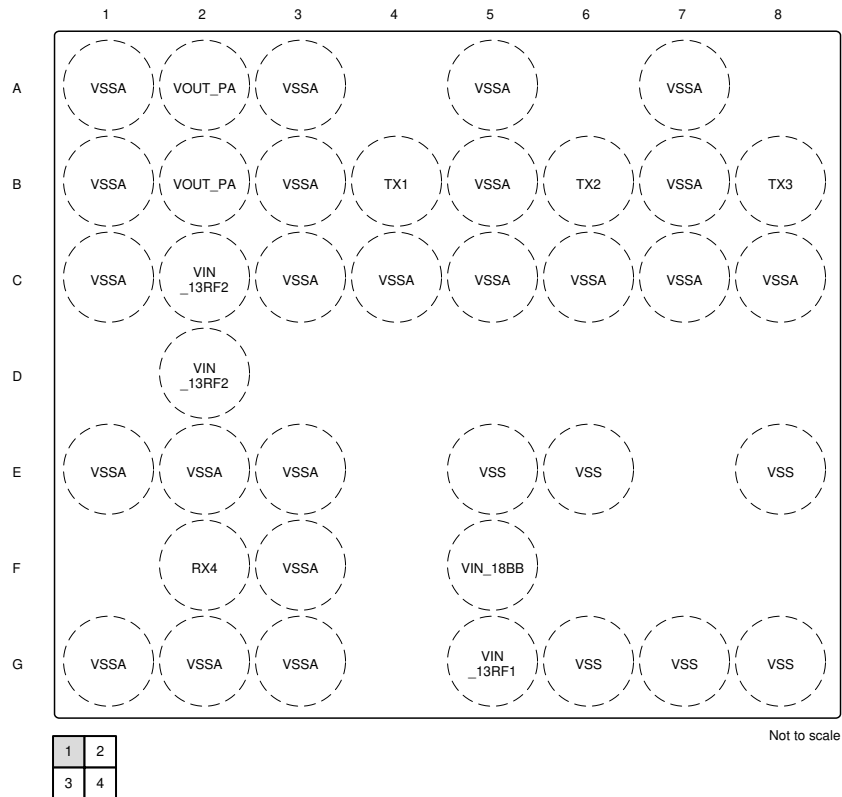 1 2 3 4 5 6 7 8
A VSSA VOUT_PA VSSA VSSA VSSA
B VSSA VOUT_PA VSSA TX1 VSSA TX2 VSSA TX3
C VSSA VIN
_13RF2 VSSA VSSA VSSA VSSA VSSA VSSA
D VIN
_13RF2
E VSSA VSSA VSSA VSS VSS VSS
F RX4 VSSA VIN_18BB
G VSSA VSSA VSSA VIN
_13RF1 VSS VSS VSS
Not to scale
1 2
3 4